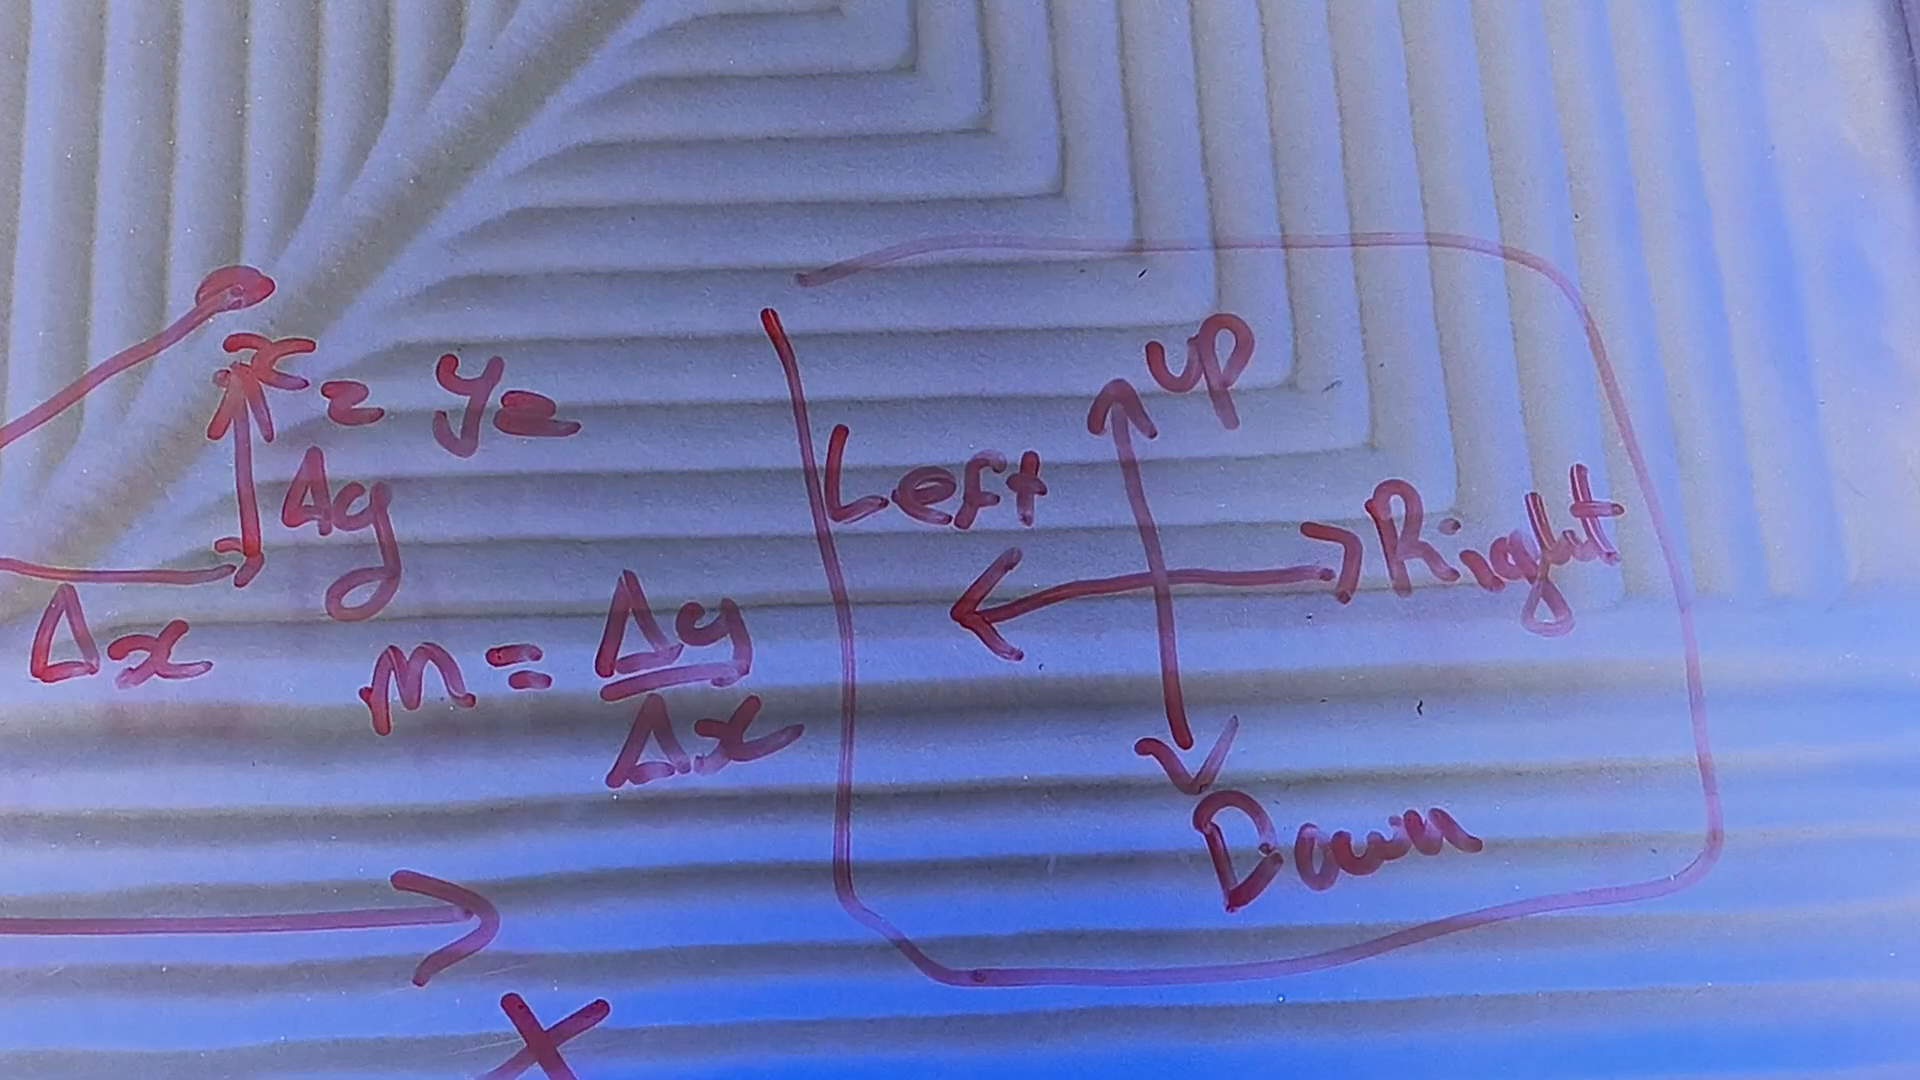 x₂ y₂
Δy
Δx
m = Δy
Δx
x
up
Left
Right
Down